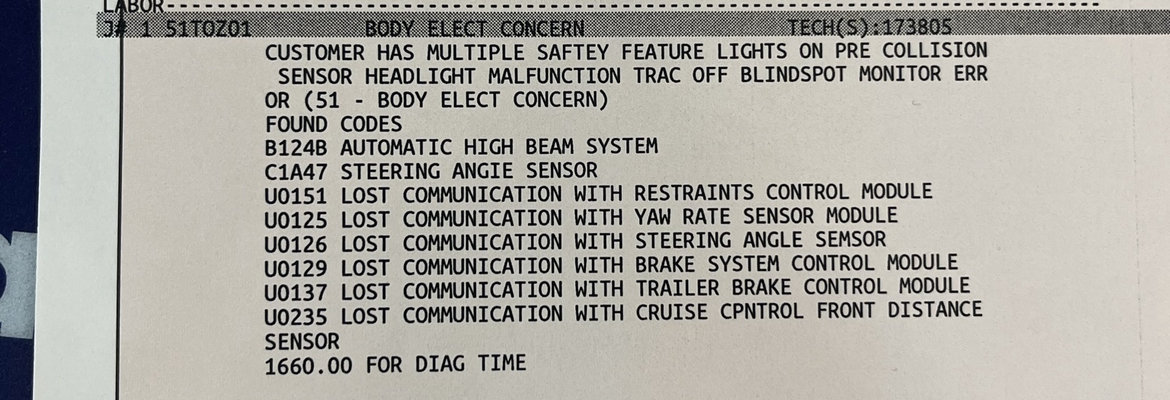 LABOR--------------------------------------------------------------------------------
J# 1 51TOZ01 BODY ELECT CONCERN TECH(S):173805
CUSTOMER HAS MULTIPLE SAFTEY FEATURE LIGHTS ON PRE COLLISION
SENSOR HEADLIGHT MALFUNCTION TRAC OFF BLINDSPOT MONITOR ERR
OR (51 - BODY ELECT CONCERN)
FOUND CODES
B124B AUTOMATIC HIGH BEAM SYSTEM
C1A47 STEERING ANGIE SENSOR
U0151 LOST COMMUNICATION WITH RESTRAINTS CONTROL MODULE
U0125 LOST COMMUNICATION WITH YAW RATE SENSOR MODULE
U0126 LOST COMMUNICATION WITH STEERING ANGLE SEMSOR
U0129 LOST COMMUNICATION WITH BRAKE SYSTEM CONTROL MODULE
U0137 LOST COMMUNICATION WITH TRAILER BRAKE CONTROL MODULE
U0235 LOST COMMUNICATION WITH CRUISE CPNTROL FRONT DISTANCE
SENSOR
1660.00 FOR DIAG TIME